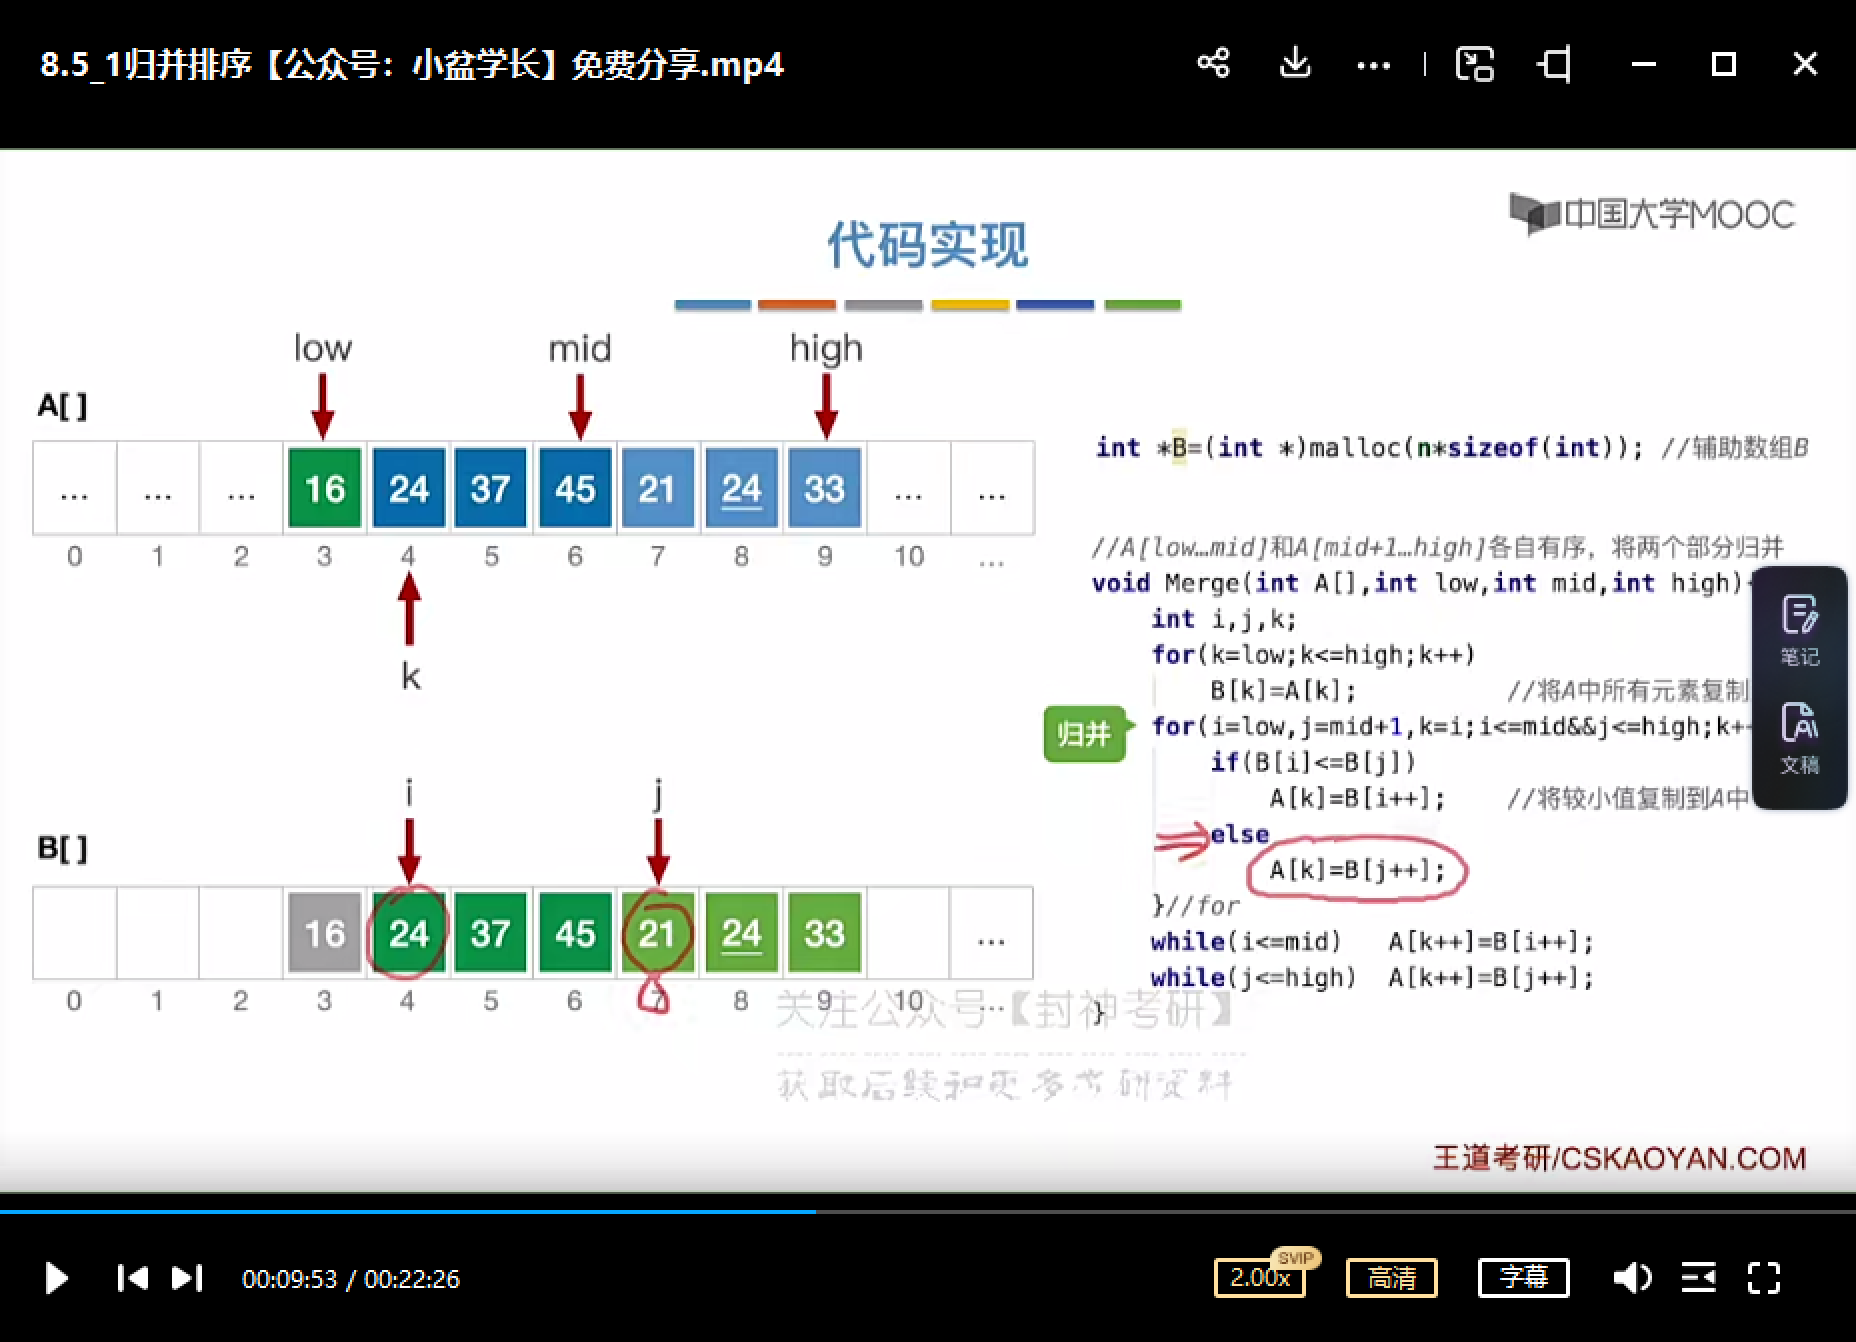 8.5_1归并排序【公众号：小盆学长】免费分享.mp4
中国大学MOOC
代码实现
low mid high
A[]
... ... ... 16 24 37 45 21 24 33 ... ...
0 1 2 3 4 5 6 7 8 9 10 ...
k
i j
B[]
16 24 37 45 21 24 33 ...
0 1 2 3 4 5 6 7 8 9 10 ...
int *B=(int *)malloc(n*sizeof(int)); //辅助数组B
//A[low…mid]和A[mid+1…high]各自有序，将两个部分归并
void Merge(int A[],int low,int mid,int high)
int i,j,k;
for(k=low;k<=high;k++)
B[k]=A[k]; //将A中所有元素复制
归并
for(i=low,j=mid+1,k=i;i<=mid&&j<=high;k+
if(B[i]<=B[j])
A[k]=B[i++]; //将较小值复制到A中
else
A[k]=B[j++];
}//for
while(i<=mid) A[k++]=B[i++];
while(j<=high) A[k++]=B[j++];
}
笔记
文稿
关注公众号【封神考研】
获取后续和更多考研资料
王道考研/CSKAOYAN.COM
00:09:53 / 00:22:26
2.00x
SVIP
高清
字幕